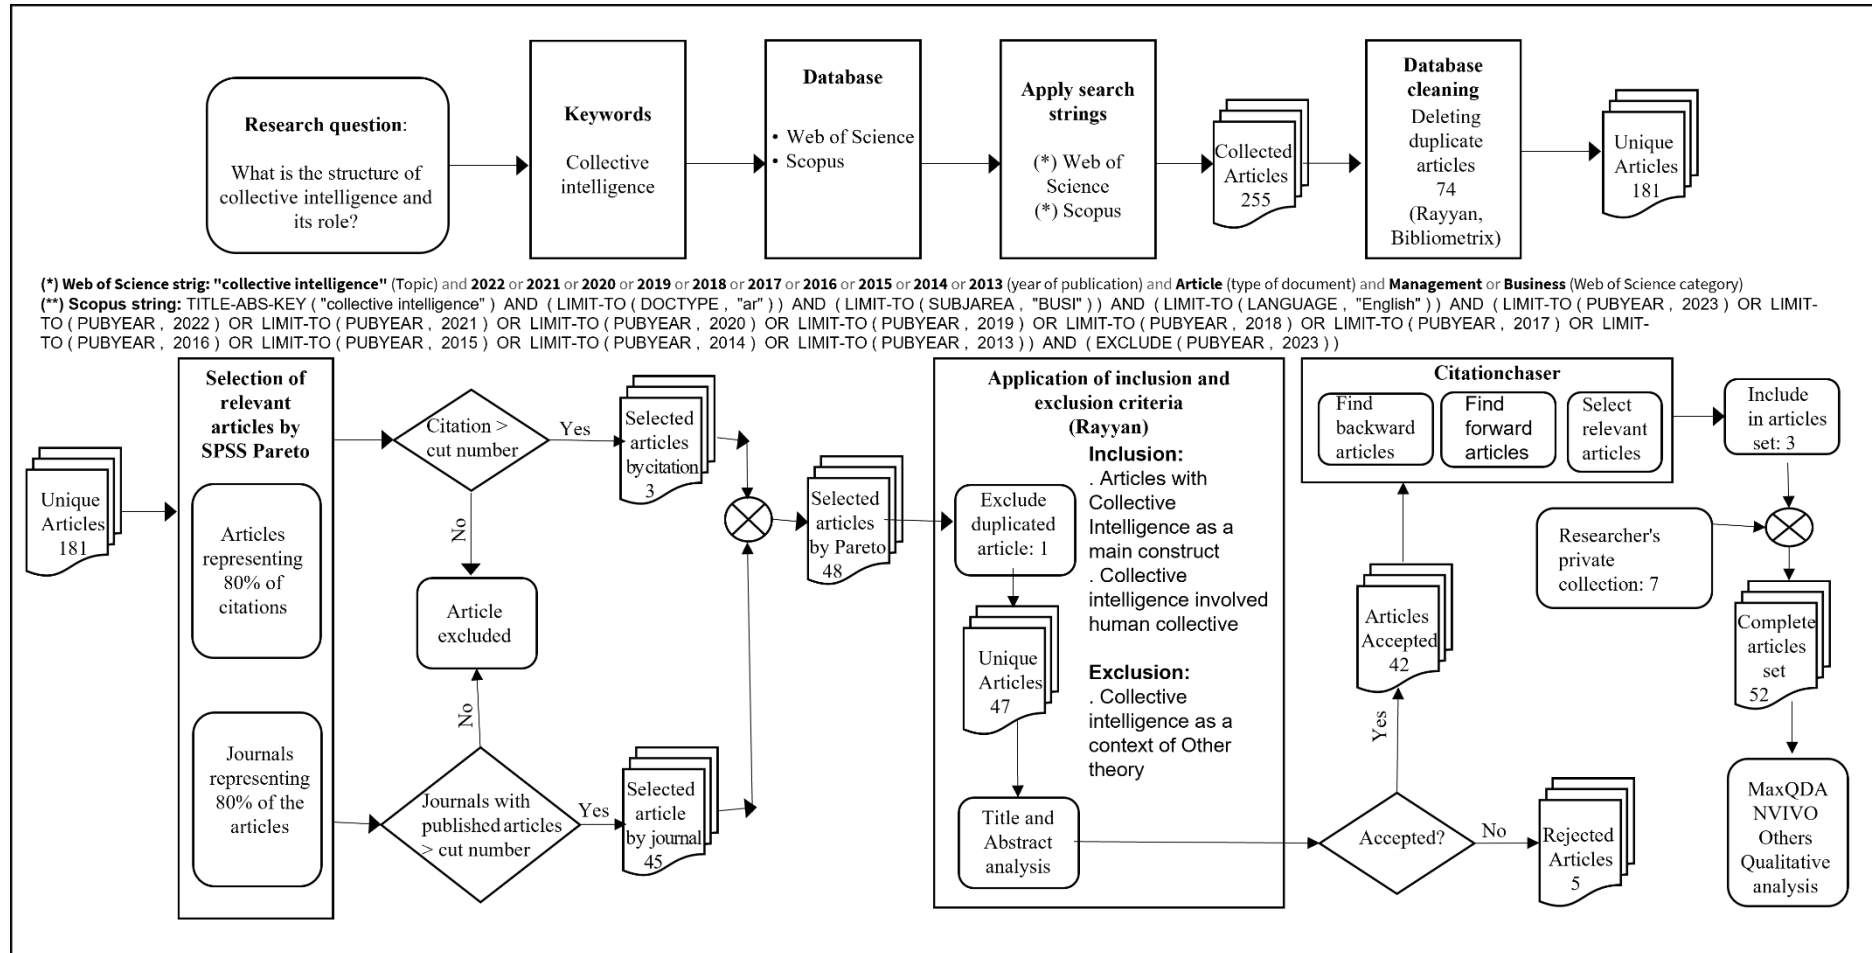 Research question:
What is the structure of
collective intelligence and
its role?
Keywords
Collective
intelligence
Database
• Web of Science
• Scopus
Apply search
strings
(*) Web of
Science
(*) Scopus
Collected
Articles
255
Database
cleaning
Deleting
duplicate
articles
74
(Rayyan,
Bibliometrix)
Unique
Articles
181
(*) Web of Science strig: "collective intelligence" (Topic) and 2022 or 2021 or 2020 or 2019 or 2018 or 2017 or 2016 or 2015 or 2014 or 2013 (year of publication) and Article (type of document) and Management or Business (Web of Science category)
(**) Scopus string: TITLE-ABS-KEY ( "collective intelligence" ) AND ( LIMIT-TO ( DOCTYPE , "ar" ) ) AND ( LIMIT-TO ( SUBJAREA , "BUSI" ) ) AND ( LIMIT-TO ( LANGUAGE , "English" ) ) AND ( LIMIT-TO ( PUBYEAR , 2023 ) OR LIMIT-
TO ( PUBYEAR , 2022 ) OR LIMIT-TO ( PUBYEAR , 2021 ) OR LIMIT-TO ( PUBYEAR , 2020 ) OR LIMIT-TO ( PUBYEAR , 2019 ) OR LIMIT-TO ( PUBYEAR , 2018 ) OR LIMIT-TO ( PUBYEAR , 2017 ) OR LIMIT-
TO ( PUBYEAR , 2016 ) OR LIMIT-TO ( PUBYEAR , 2015 ) OR LIMIT-TO ( PUBYEAR , 2014 ) OR LIMIT-TO ( PUBYEAR , 2013 ) ) AND ( EXCLUDE ( PUBYEAR , 2023 ) )
Unique
Articles
181
Selection of
relevant
articles by
SPSS Pareto
Articles
representing
80% of
citations
Journals
representing
80% of the
articles
Citation >
cut number
Yes
No
Article
excluded
No
Journals with
published articles
> cut number
Yes
Selected
articles
by citation
3
Selected
article
by journal
45
Selected
articles
by Pareto
48
Application of inclusion and
exclusion criteria
(Rayyan)
Exclude
duplicated
article: 1
Unique
Articles
47
Title and
Abstract
analysis
Inclusion:
. Articles with
Collective
Intelligence as a
main construct
. Collective
intelligence involved
human collective
Exclusion:
. Collective
intelligence as a
context of Other
theory
Accepted?
Yes
No
Rejected
Articles
5
Articles
Accepted
42
Citationchaser
Find
backward
articles
Find
forward
articles
Select
relevant
articles
Include
in articles
set: 3
Researcher's
private
collection: 7
Complete
articles
set
52
MaxQDA
NVIVO
Others
Qualitative
analysis